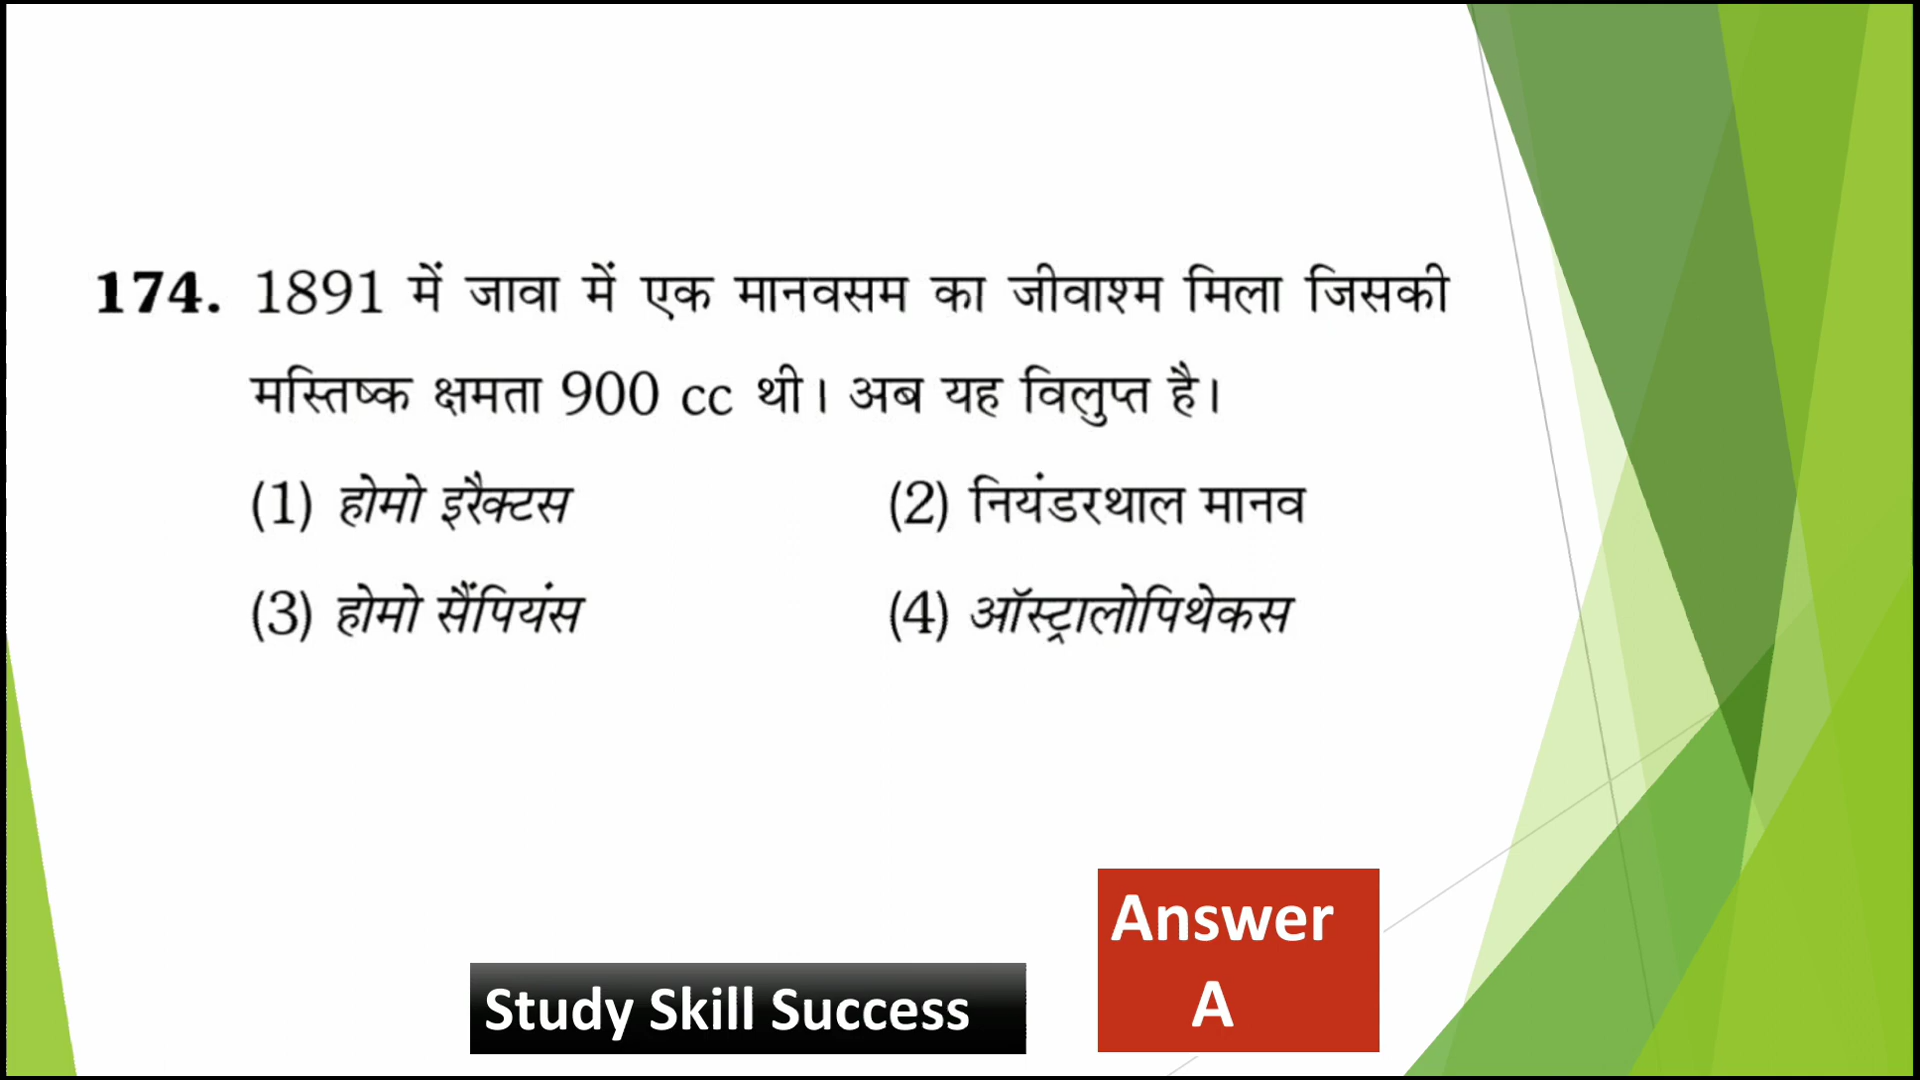 174. 1891 में जावा में एक मानवसम का जीवाश्म मिला जिसकी
मस्तिष्क क्षमता 900 cc थी। अब यह विलुप्त है।
(1) होमो इरैक्टस (2) नियंडरथाल मानव
(3) होमो सैंपियंस (4) ऑस्ट्रालोपिथेकस
Answer
A
Study Skill Success